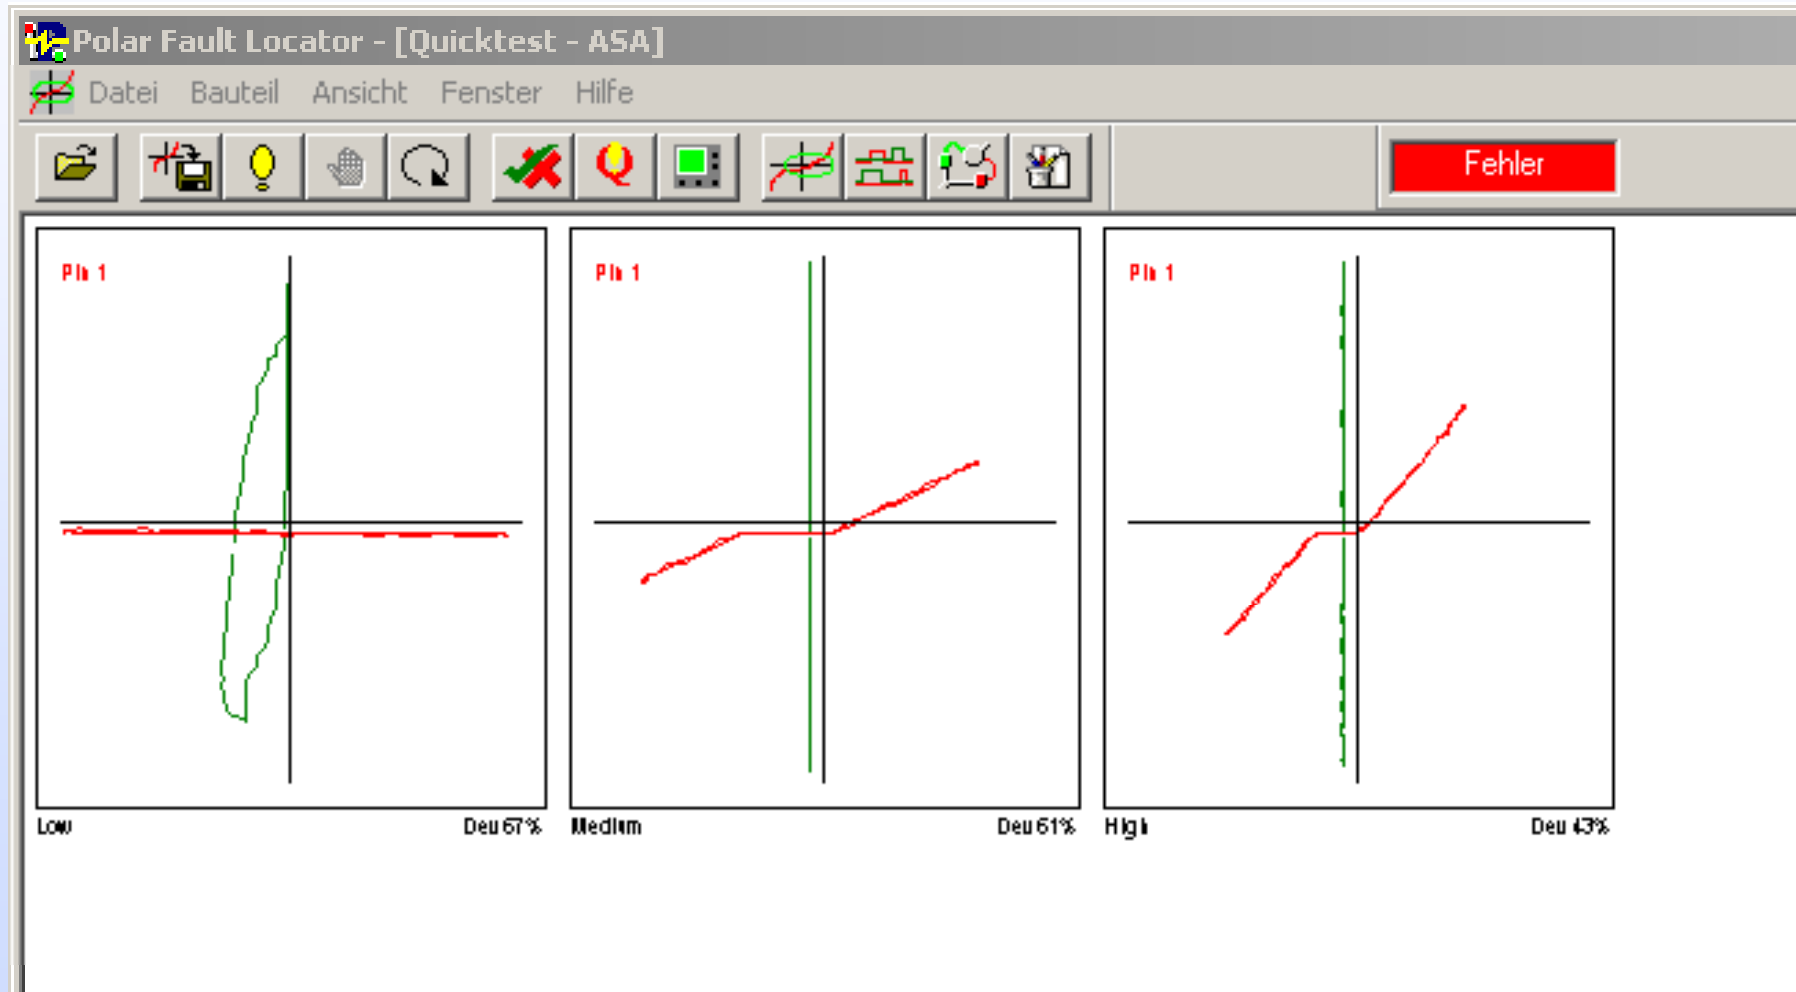 Polar Fault Locator - [Quicktest - ASA]
Datei Bauteil Ansicht Fenster Hilfe
Fehler
Pin 1 Pin 1 Pin 1
Low Dev 67% Medium Dev 61% High Dev 43%